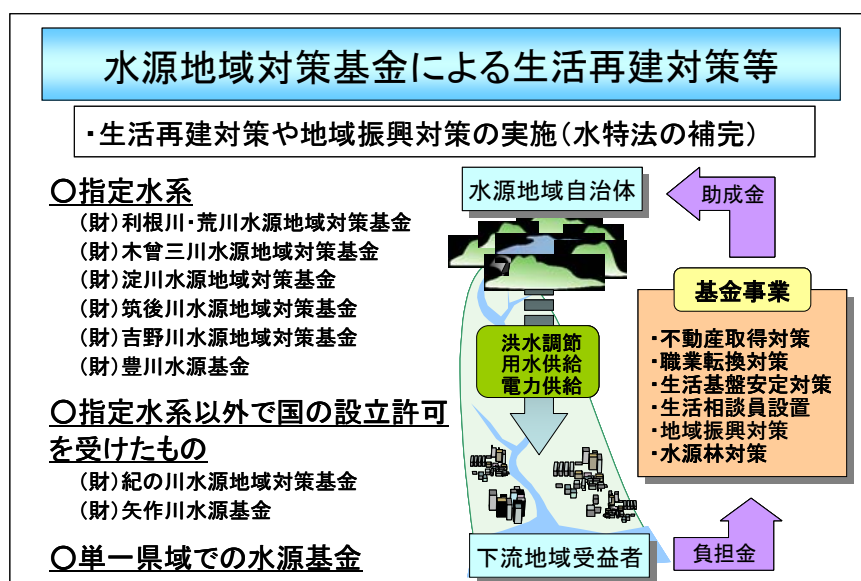 水源地域対策基金による生活再建対策等
・生活再建対策や地域振興対策の実施(水特法の補完)
○指定水系
(財)利根川・荒川水源地域対策基金
(財)木曾三川水源地域対策基金
(財)淀川水源地域対策基金
(財)筑後川水源地域対策基金
(財)吉野川水源地域対策基金
(財)豊川水源基金
○指定水系以外で国の設立許可
を受けたもの
(財)紀の川水源地域対策基金
(財)矢作川水源基金
○単一県域での水源基金
水源地域自治体
助成金
洪水調節
用水供給
電力供給
基金事業
・不動産取得対策
・職業転換対策
・生活基盤安定対策
・生活相談員設置
・地域振興対策
・水源林対策
下流地域受益者
負担金